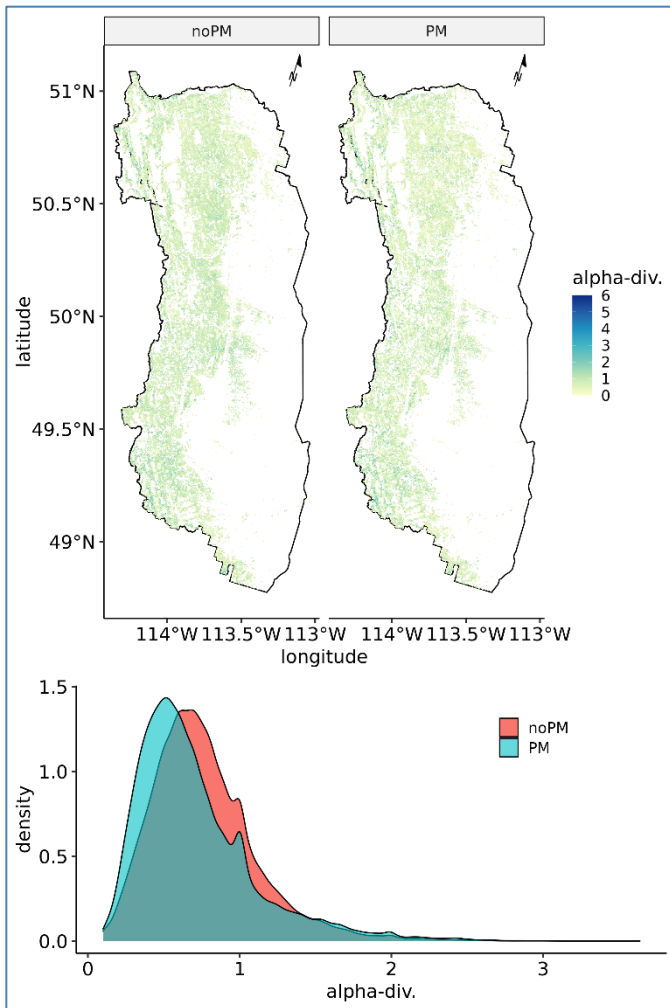 noPM PM
N N
51°N
50.5°N
50°N
49.5°N
49°N
latitude
alpha-div.
6
5
4
3
2
1
0
114°W 113.5°W 113°W 114°W 113.5°W 113°W
longitude
1.5
1.0
0.5
0.0
density
noPM
PM
0 1 2 3
alpha-div.